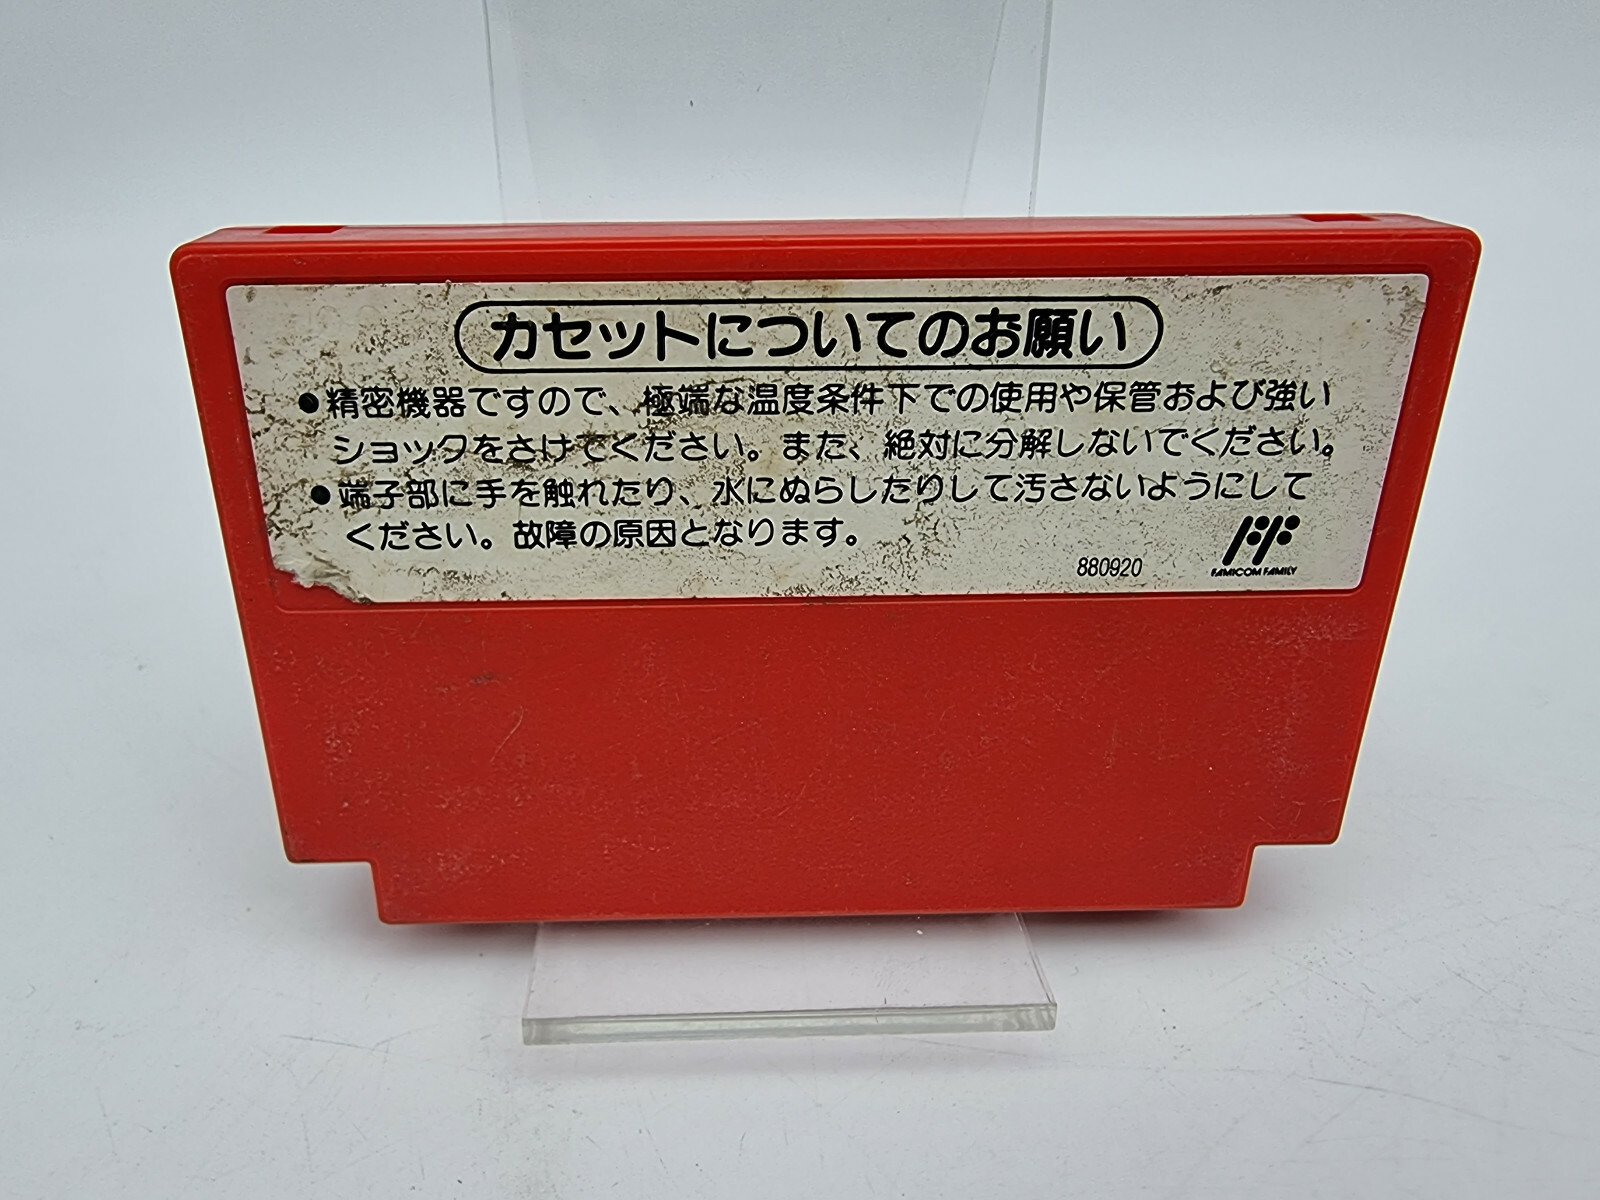 カセットについてのお願い
●精密機器ですので、極端な温度条件下での使用や保管および強い
ショックをさけてください。また、絶対に分解しないでください。
●端子部に手を触れたり、水にぬらしたりして汚さないようにして
ください。故障の原因となります。
880920
FAMICOM FAMILY